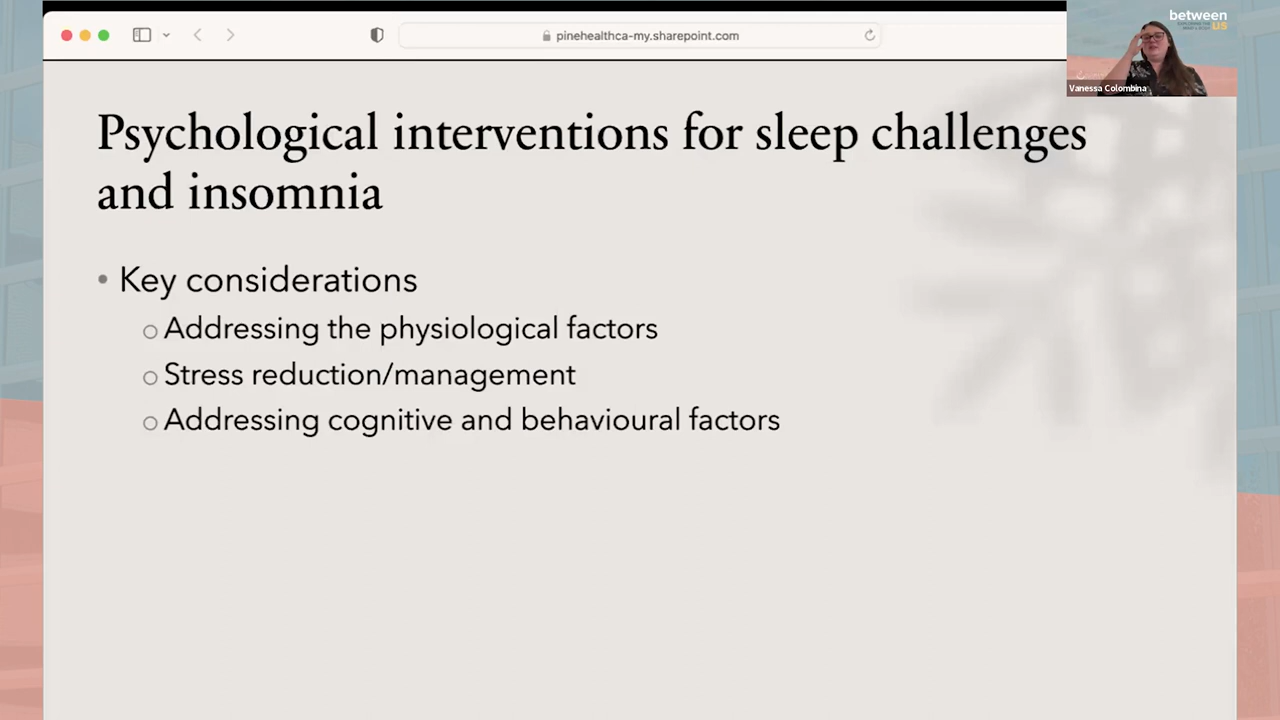 pinehealthca-my.sharepoint.com
between
US
Vanessa Colombina
Psychological interventions for sleep challenges
and insomnia
• Key considerations
○ Addressing the physiological factors
○ Stress reduction/management
○ Addressing cognitive and behavioural factors